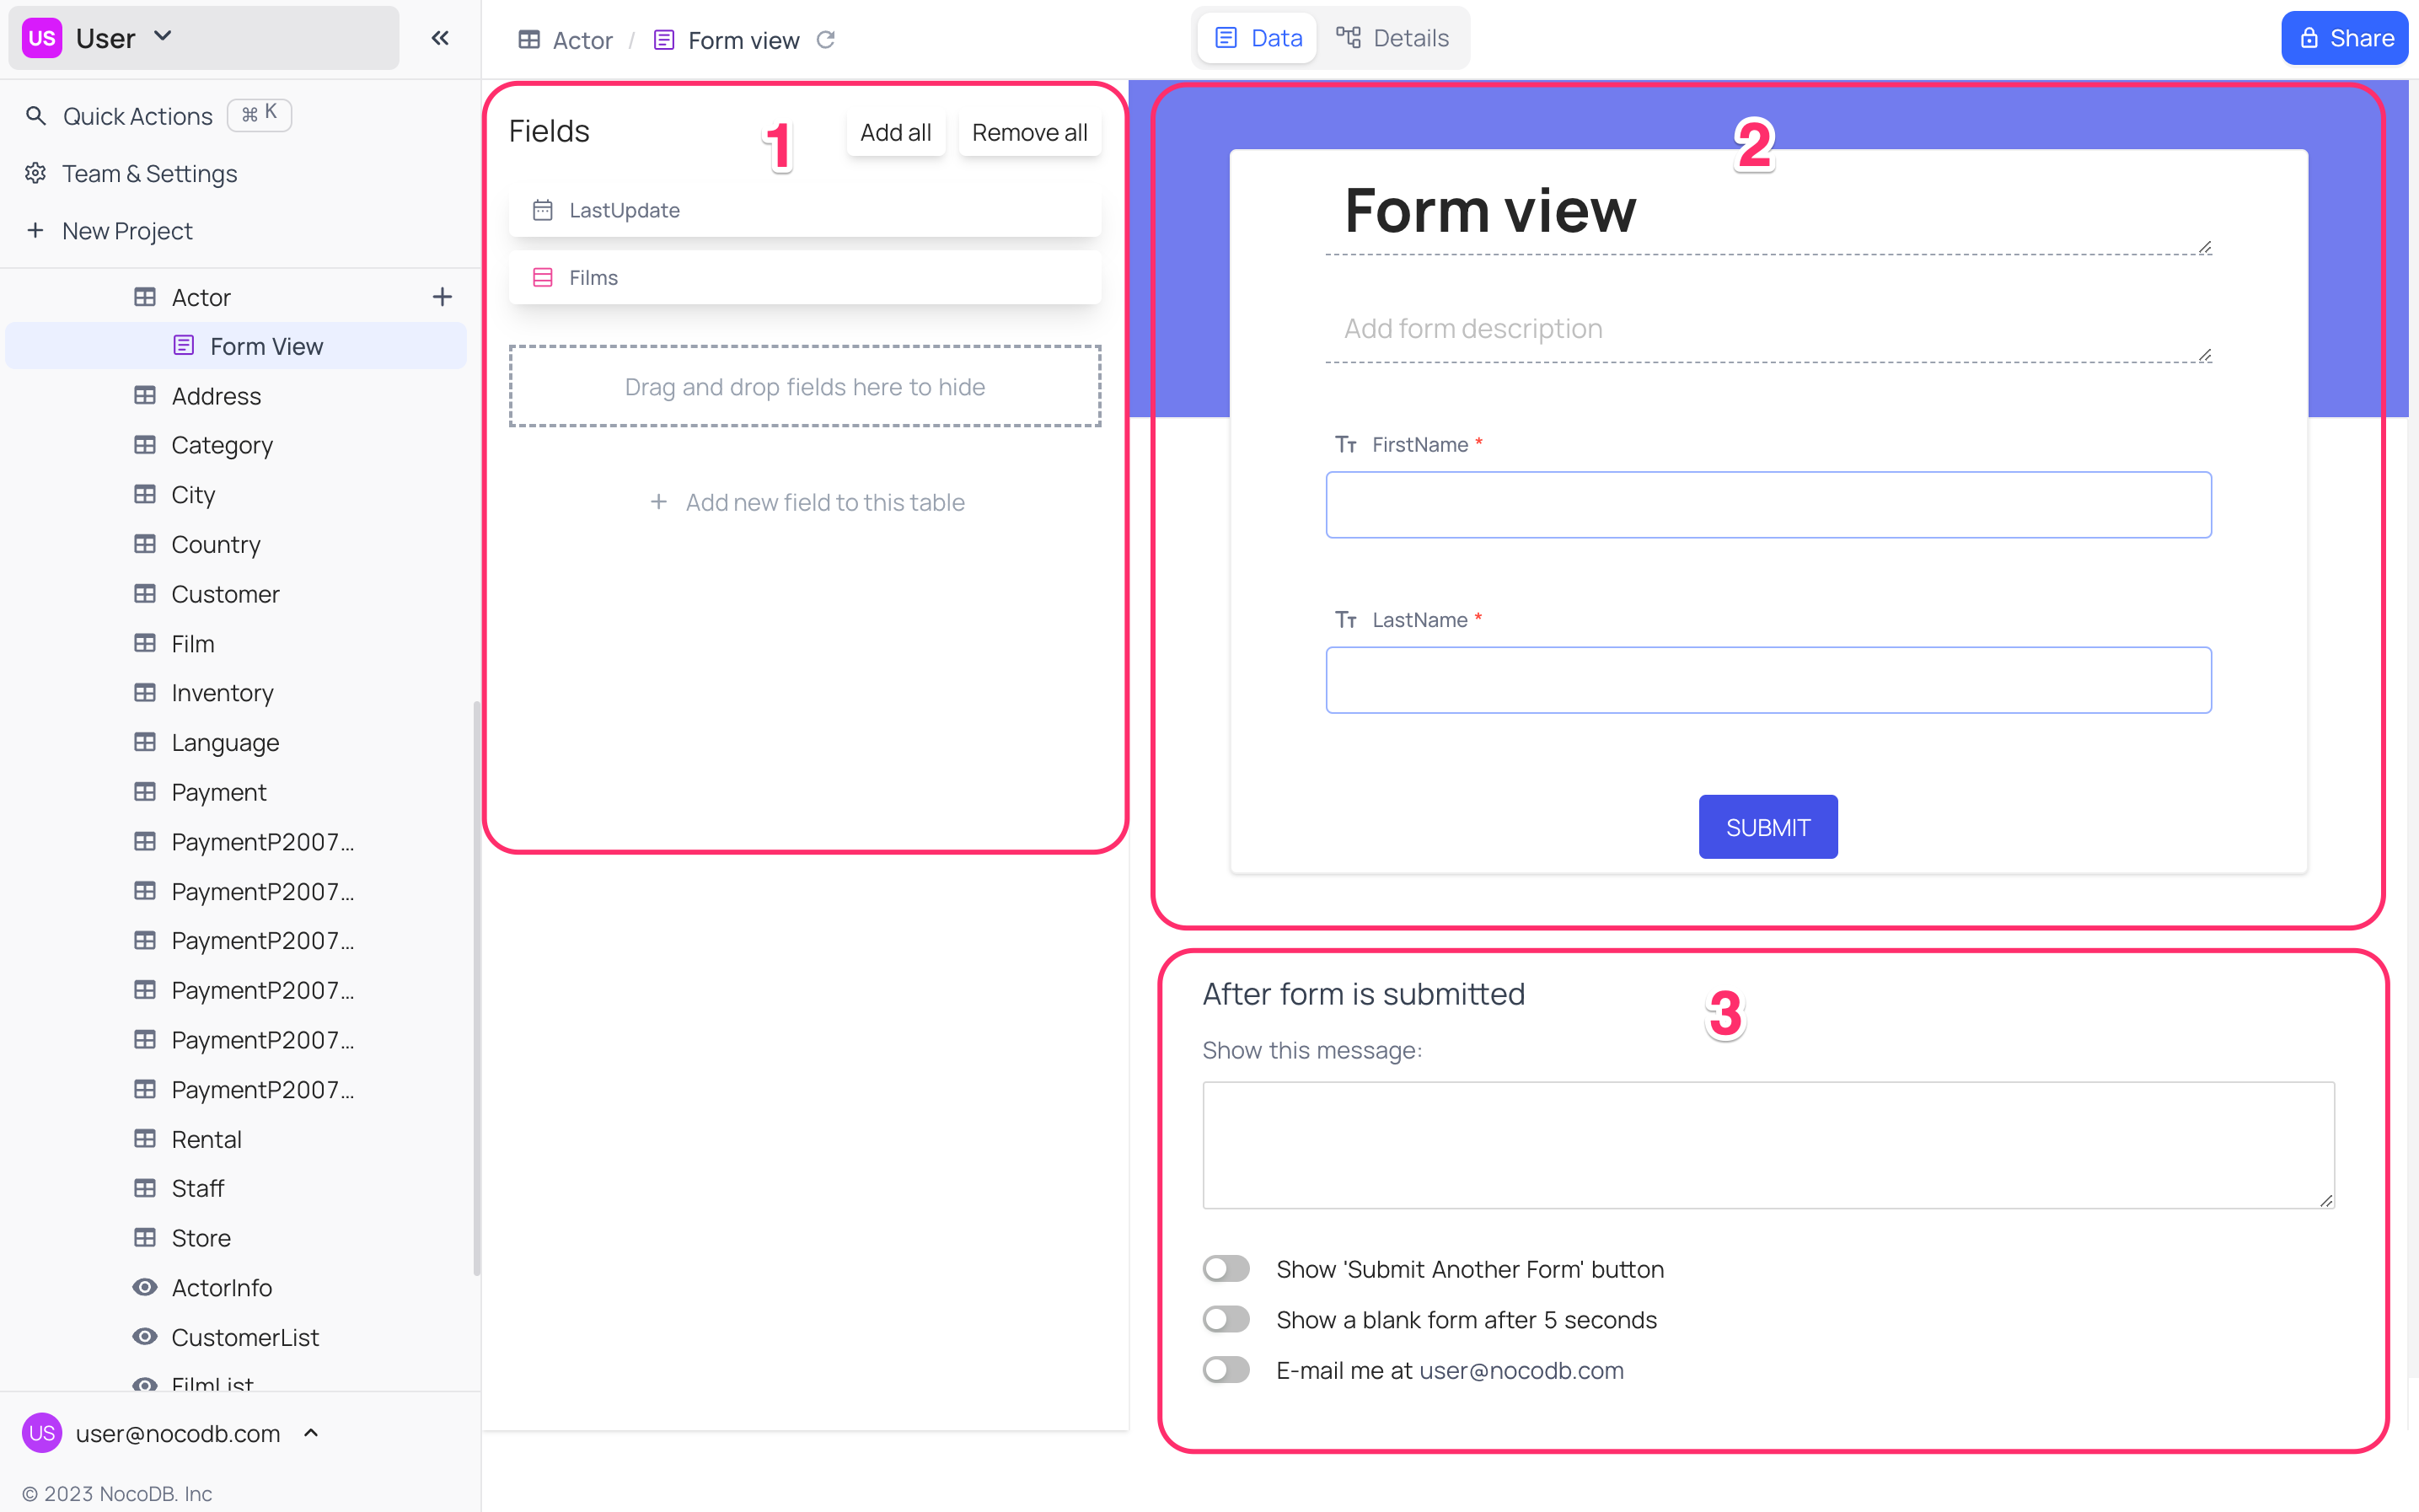 US User
Quick Actions ⌘ K
Team & Settings
+ New Project
Actor +
Form View
Address
Category
City
Country
Customer
Film
Inventory
Language
Payment
PaymentP2007...
PaymentP2007...
PaymentP2007...
PaymentP2007...
PaymentP2007...
PaymentP2007...
Rental
Staff
Store
ActorInfo
CustomerList
FilmList
US user@nocodb.com
© 2023 NocoDB. Inc
Actor / Form view
Data Details
Share
Fields 1 Add all Remove all
LastUpdate
Films
Drag and drop fields here to hide
+ Add new field to this table
2
Form view
Add form description
Tт FirstName *
Tт LastName *
SUBMIT
After form is submitted
3
Show this message:
Show 'Submit Another Form' button
Show a blank form after 5 seconds
E-mail me at user@nocodb.com